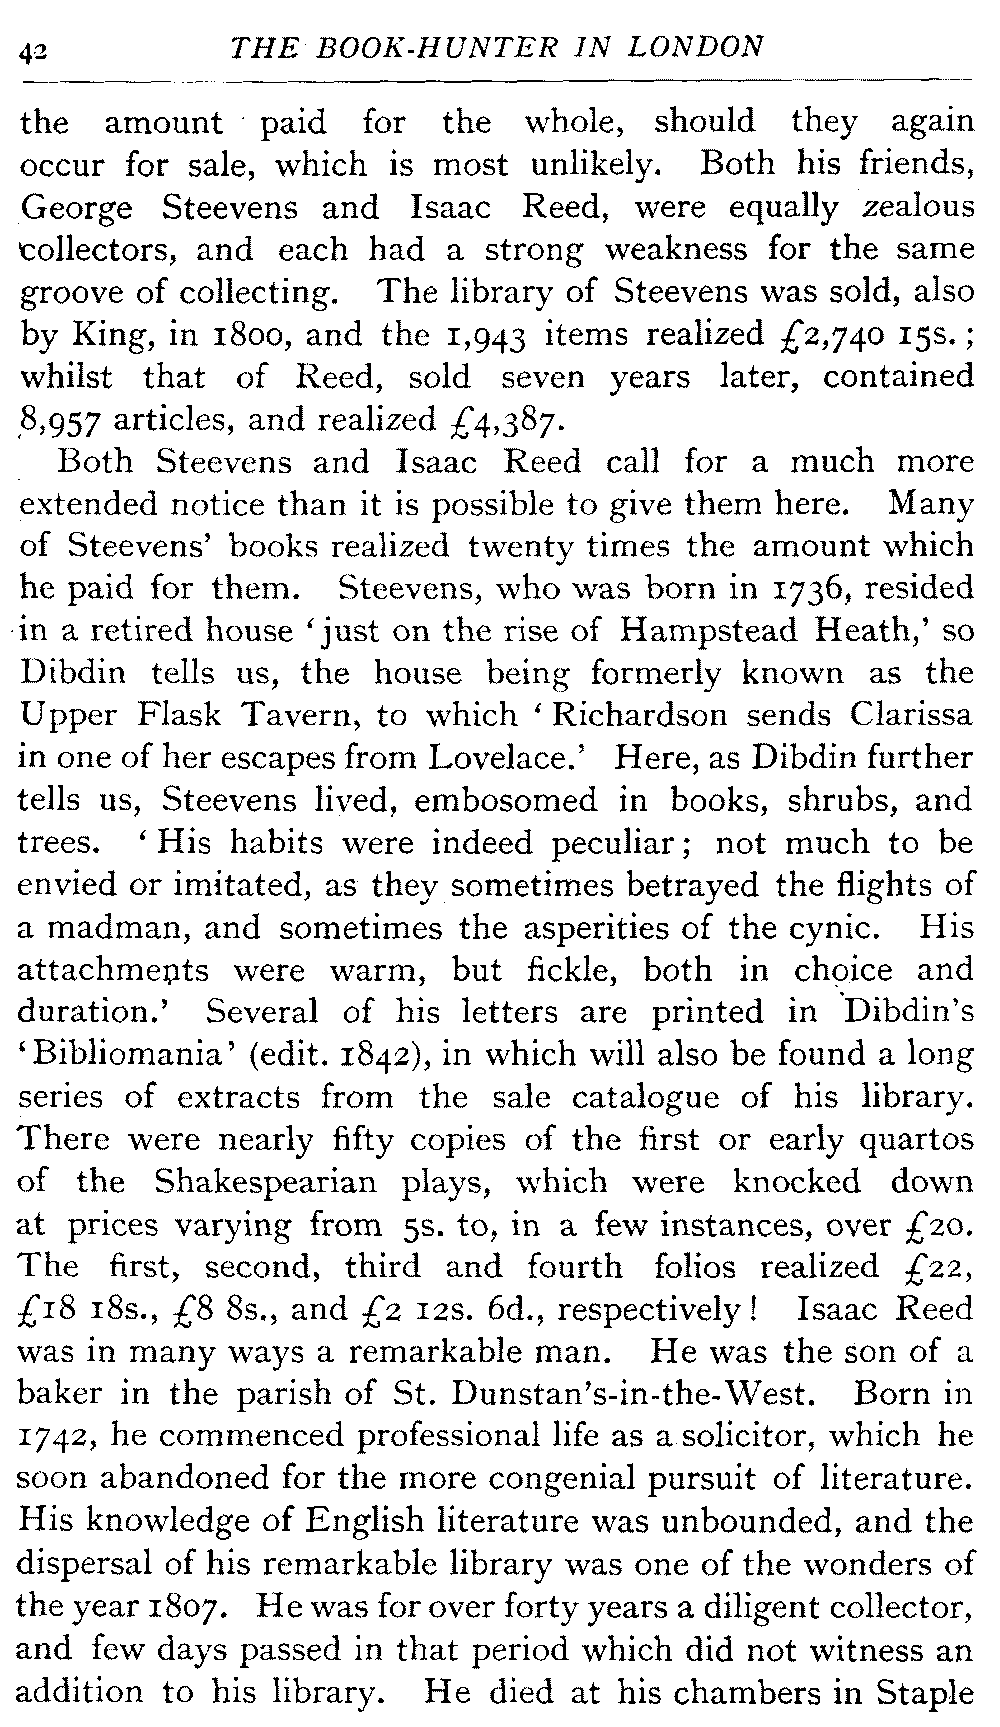 42 THE BOOK-HUNTER IN LONDON
the amount paid for the whole, should they again
occur for sale, which is most unlikely. Both his friends,
George Steevens and Isaac Reed, were equally zealous
collectors, and each had a strong weakness for the same
groove of collecting. The library of Steevens was sold, also
by King, in 1800, and the 1,943 items realized £2,740 15s. ;
whilst that of Reed, sold seven years later, contained
8,957 articles, and realized £4,387.
Both Steevens and Isaac Reed call for a much more
extended notice than it is possible to give them here. Many
of Steevens' books realized twenty times the amount which
he paid for them. Steevens, who was born in 1736, resided
in a retired house 'just on the rise of Hampstead Heath,' so
Dibdin tells us, the house being formerly known as the
Upper Flask Tavern, to which ' Richardson sends Clarissa
in one of her escapes from Lovelace.' Here, as Dibdin further
tells us, Steevens lived, embosomed in books, shrubs, and
trees. ' His habits were indeed peculiar ; not much to be
envied or imitated, as they sometimes betrayed the flights of
a madman, and sometimes the asperities of the cynic. His
attachments were warm, but fickle, both in choice and
duration.' Several of his letters are printed in Dibdin's
'Bibliomania' (edit. 1842), in which will also be found a long
series of extracts from the sale catalogue of his library.
There were nearly fifty copies of the first or early quartos
of the Shakespearian plays, which were knocked down
at prices varying from 5s. to, in a few instances, over £20.
The first, second, third and fourth folios realized £22,
£18 18s., £8 8s., and £2 12s. 6d., respectively ! Isaac Reed
was in many ways a remarkable man. He was the son of a
baker in the parish of St. Dunstan's-in-the-West. Born in
1742, he commenced professional life as a solicitor, which he
soon abandoned for the more congenial pursuit of literature.
His knowledge of English literature was unbounded, and the
dispersal of his remarkable library was one of the wonders of
the year 1807. He was for over forty years a diligent collector,
and few days passed in that period which did not witness an
addition to his library. He died at his chambers in Staple